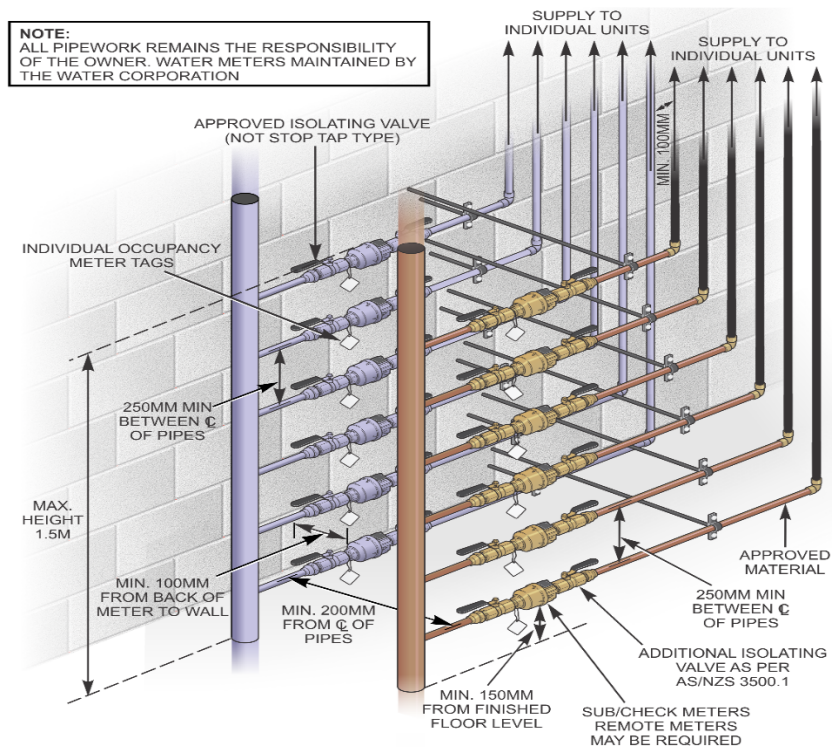 NOTE:
ALL PIPEWORK REMAINS THE RESPONSIBILITY
OF THE OWNER. WATER METERS MAINTAINED BY
THE WATER CORPORATION
SUPPLY TO
INDIVIDUAL UNITS
SUPPLY TO
INDIVIDUAL UNITS
APPROVED ISOLATING VALVE
(NOT STOP TAP TYPE)
MIN. 100MM
INDIVIDUAL OCCUPANCY
METER TAGS
250MM MIN
BETWEEN ℄
OF PIPES
MAX.
HEIGHT
1.5M
MIN. 100MM
FROM BACK OF
METER TO WALL
MIN. 200MM
FROM ℄ OF
PIPES
APPROVED
MATERIAL
250MM MIN
BETWEEN ℄
OF PIPES
MIN. 150MM
FROM FINISHED
FLOOR LEVEL
ADDITIONAL ISOLATING
VALVE AS PER
AS/NZS 3500.1
SUB/CHECK METERS
REMOTE METERS
MAY BE REQUIRED